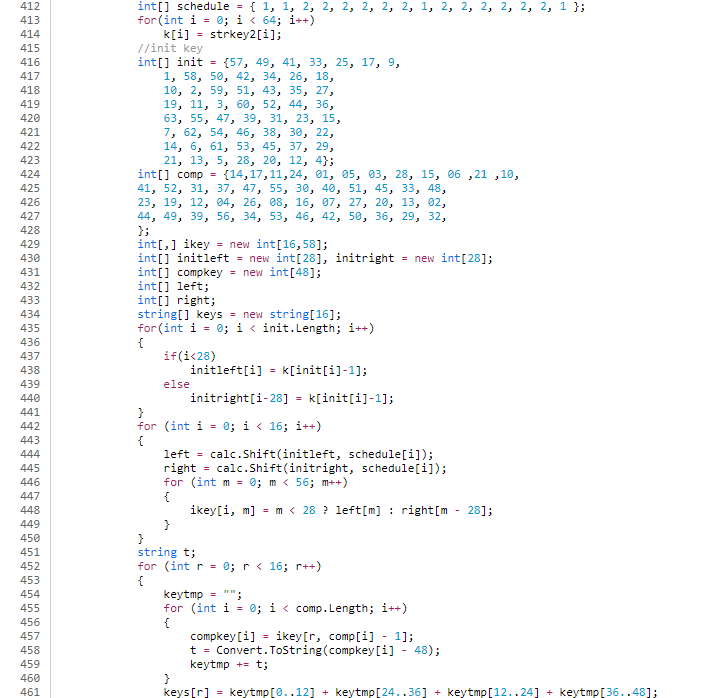 412 int[] schedule = { 1, 1, 2, 2, 2, 2, 2, 2, 1, 2, 2, 2, 2, 2, 2, 1 };
413 for(int i = 0; i < 64; i++)
414 k[i] = strkey2[i];
415 //init key
416 int[] init = {57, 49, 41, 33, 25, 17, 9,
417 1, 58, 50, 42, 34, 26, 18,
418 10, 2, 59, 51, 43, 35, 27,
419 19, 11, 3, 60, 52, 44, 36,
420 63, 55, 47, 39, 31, 23, 15,
421 7, 62, 54, 46, 38, 30, 22,
422 14, 6, 61, 53, 45, 37, 29,
423 21, 13, 5, 28, 20, 12, 4};
424 int[] comp = {14,17,11,24, 01, 05, 03, 28, 15, 06 ,21 ,10,
425 41, 52, 31, 37, 47, 55, 30, 40, 51, 45, 33, 48,
426 23, 19, 12, 04, 26, 08, 16, 07, 27, 20, 13, 02,
427 44, 49, 39, 56, 34, 53, 46, 42, 50, 36, 29, 32,
428 };
429 int[,] ikey = new int[16,58];
430 int[] initleft = new int[28], initright = new int[28];
431 int[] compkey = new int[48];
432 int[] left;
433 int[] right;
434 string[] keys = new string[16];
435 for(int i = 0; i < init.Length; i++)
436 {
437 if(i<28)
438 initleft[i] = k[init[i]-1];
439 else
440 initright[i-28] = k[init[i]-1];
441 }
442 for (int i = 0; i < 16; i++)
443 {
444 left = calc.Shift(initleft, schedule[i]);
445 right = calc.Shift(initright, schedule[i]);
446 for (int m = 0; m < 56; m++)
447 {
448 ikey[i, m] = m < 28 ? left[m] : right[m - 28];
449 }
450 }
451 string t;
452 for (int r = 0; r < 16; r++)
453 {
454 keytmp = "";
455 for (int i = 0; i < comp.Length; i++)
456 {
457 compkey[i] = ikey[r, comp[i] - 1];
458 t = Convert.ToString(compkey[i] - 48);
459 keytmp += t;
460 }
461 keys[r] = keytmp[0..12] + keytmp[24..36] + keytmp[12..24] + keytmp[36..48];